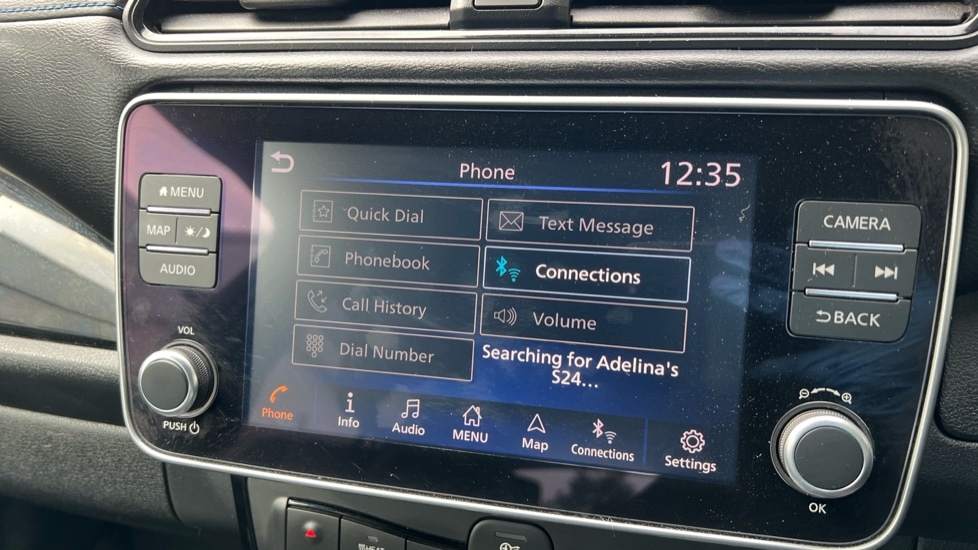 Phone
12:35
Quick Dial
Text Message
Phonebook
Connections
Call History
Volume
Dial Number
Searching for Adelina's
S24...
Phone
Info
Audio
MENU
Map
Connections
Settings
MENU
MAP
AUDIO
VOL
PUSH
CAMERA
BACK
OK